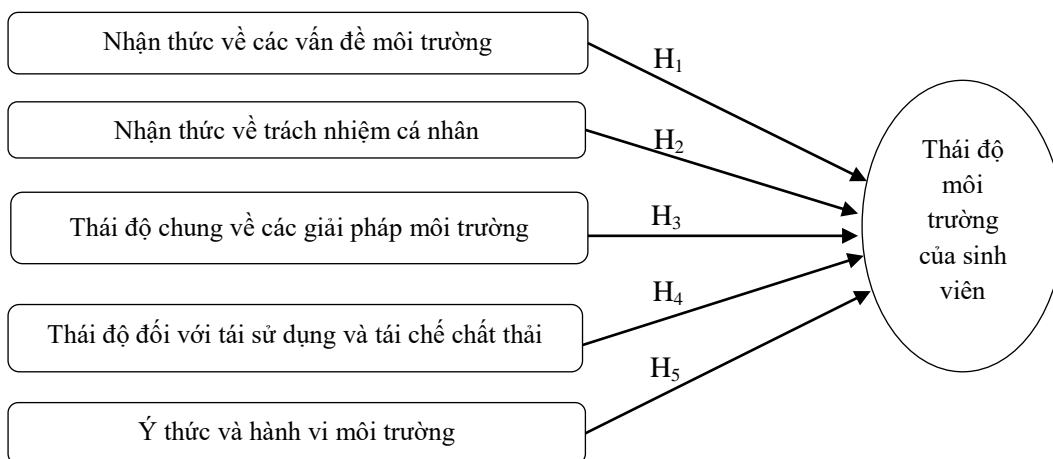 Nhận thức về các vấn đề môi trường
H₁
Nhận thức về trách nhiệm cá nhân
H₂
Thái độ chung về các giải pháp môi trường
H₃
Thái độ đối với tái sử dụng và tái chế chất thải
H₄
Ý thức và hành vi môi trường
H₅
Thái độ
môi
trường
của sinh
viên